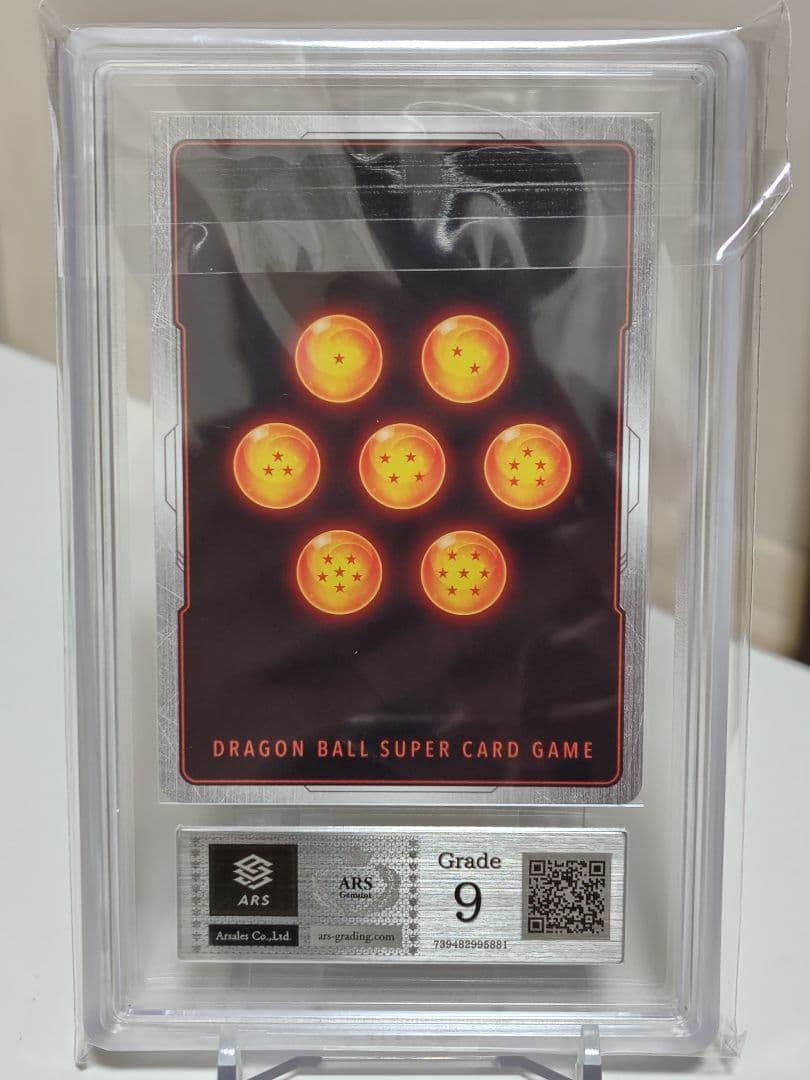 DRAGON BALL SUPER CARD GAME
ARS
Arsales Co.,Ltd.
ARS
Genuine
ars-grading.com
Grade
9
739482995881